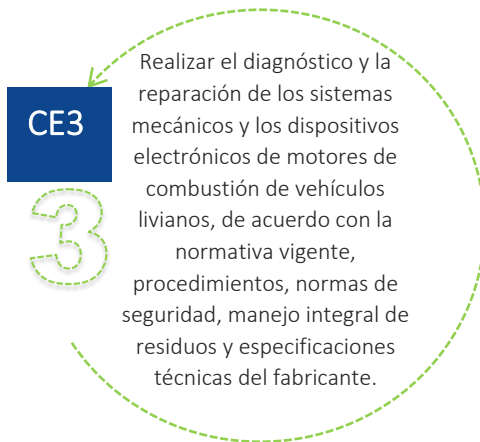 CE3
3
Realizar el diagnóstico y la
reparación de los sistemas
mecánicos y los dispositivos
electrónicos de motores de
combustión de vehículos
livianos, de acuerdo con la
normativa vigente,
procedimientos, normas de
seguridad, manejo integral de
residuos y especificaciones
técnicas del fabricante.